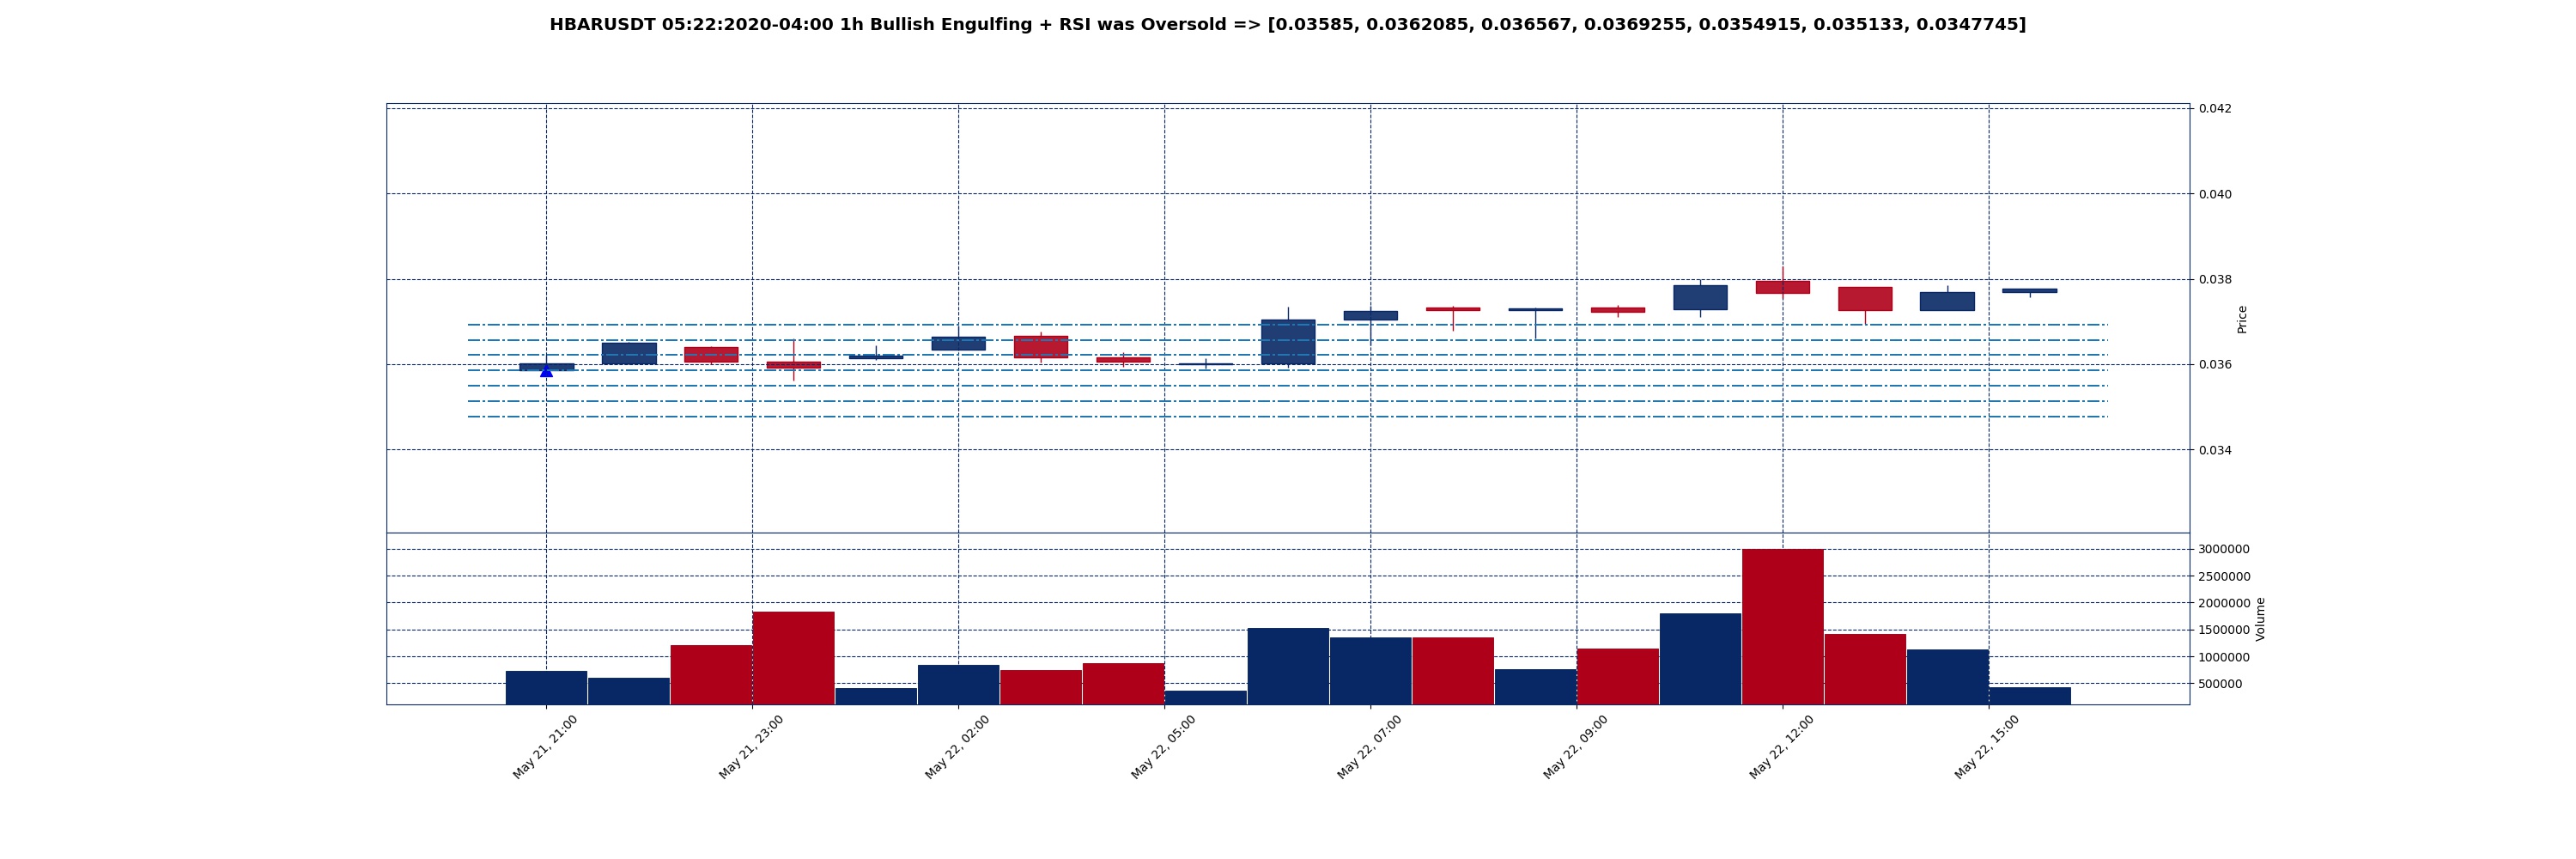 HBARUSDT 05:22:2020-04:00 1h Bullish Engulfing + RSI was Oversold => [0.03585, 0.0362085, 0.036567, 0.0369255, 0.0354915, 0.035133, 0.0347745]
0.042
0.040
0.038
0.036
0.034
Price
3000000
2500000
2000000
1500000
1000000
500000
Volume
May 21, 21:00
May 21, 23:00
May 22, 02:00
May 22, 05:00
May 22, 07:00
May 22, 09:00
May 22, 12:00
May 22, 15:00